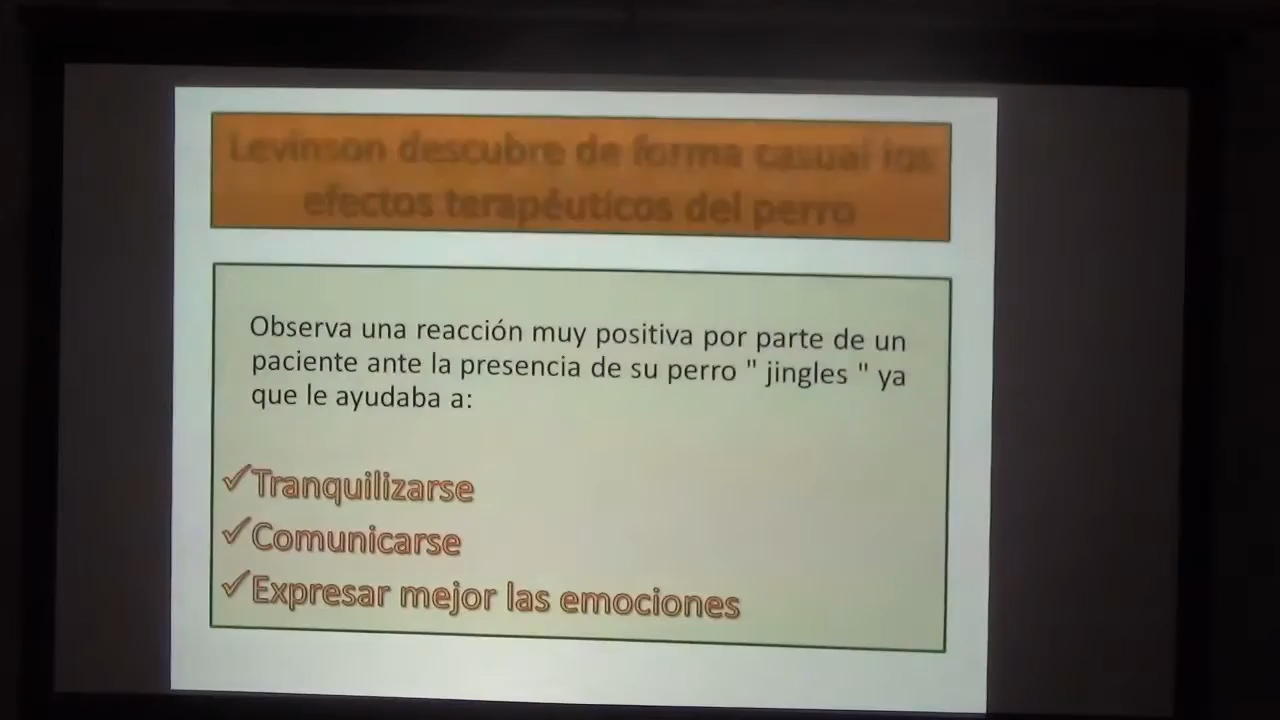 Levinson descubre de forma casual los
efectos terapéuticos del perro
Observa una reacción muy positiva por parte de un
paciente ante la presencia de su perro " jingles " ya
que le ayudaba a:
✓Tranquilizarse
✓Comunicarse
✓Expresar mejor las emociones